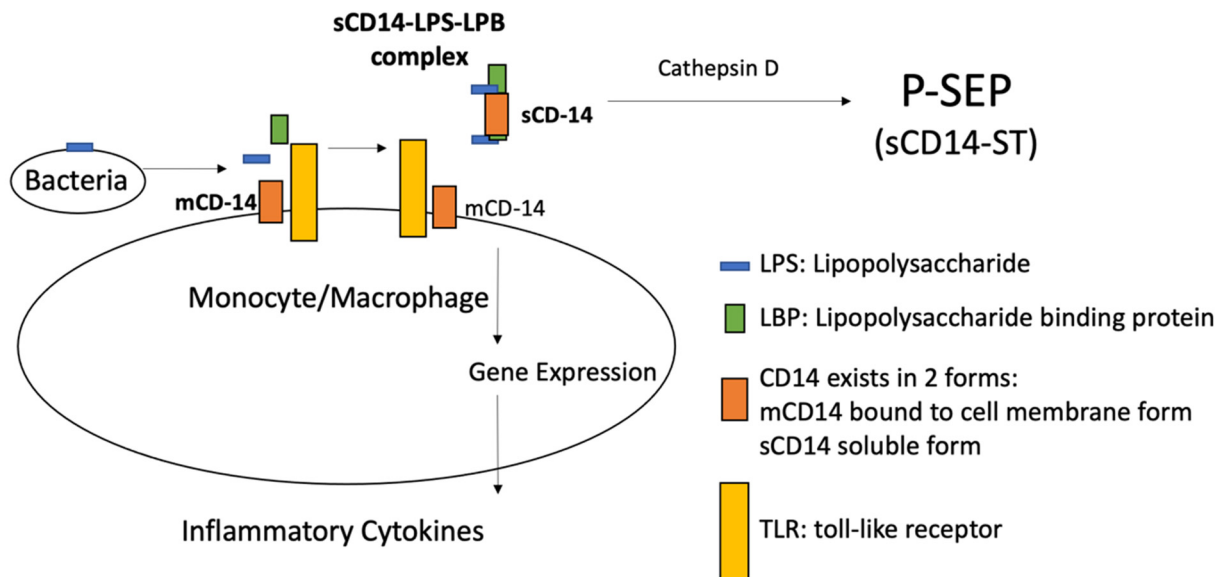 sCD14-LPS-LPB
complex
Cathepsin D
P-SEP
(sCD14-ST)
sCD-14
Bacteria
mCD-14
mCD-14
Monocyte/Macrophage
Gene Expression
Inflammatory Cytokines
LPS: Lipopolysaccharide
LBP: Lipopolysaccharide binding protein
CD14 exists in 2 forms:
mCD14 bound to cell membrane form
sCD14 soluble form
TLR: toll-like receptor